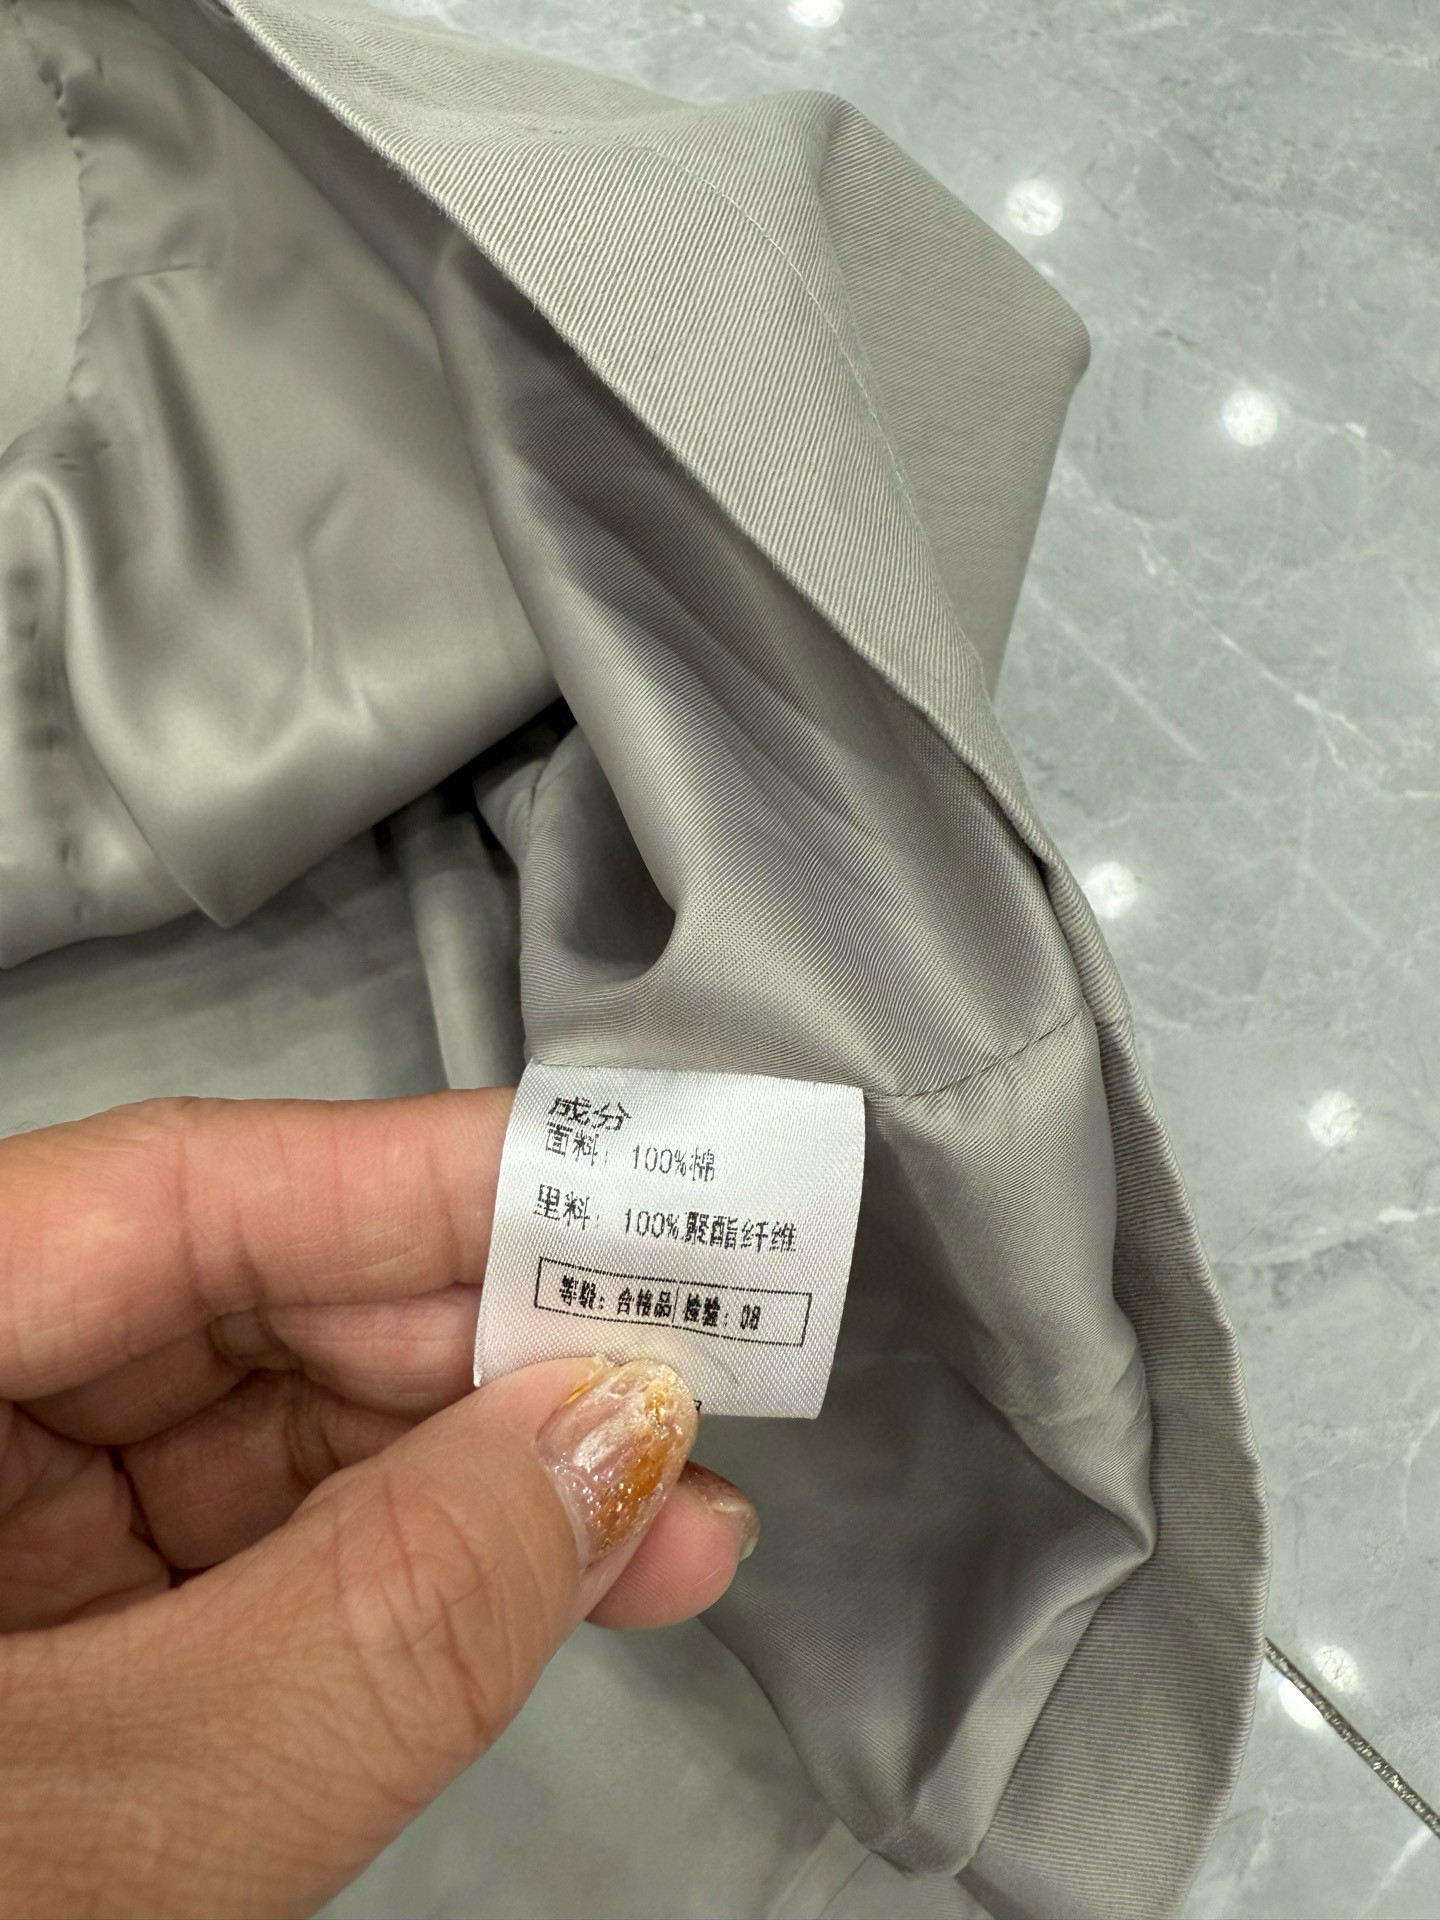 成分
面料：100%棉
里料：100%聚酯纤维
等级：合格品 检验：08